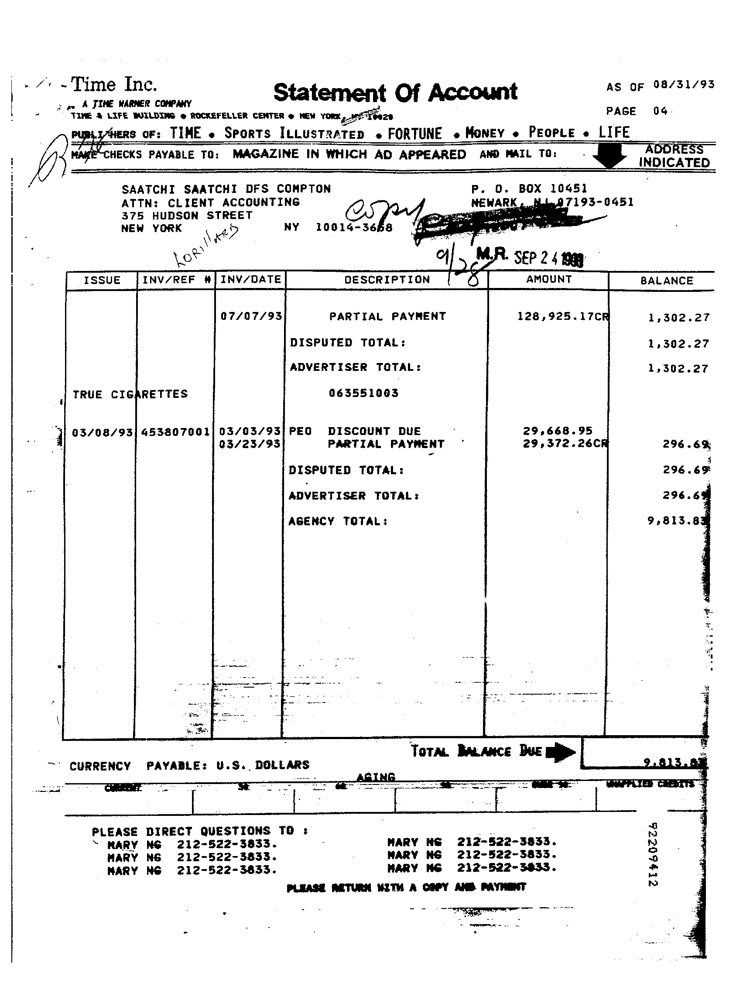 Time Inc.
Statement Of Account
AS OF 08/31/93
A TIME WARNER COMPANY
TIME & LIFE BUILDING • ROCKEFELLER CENTER • NEW YORK, NY 10020
PAGE 04
PUBLISHERS OF: TIME • SPORTS ILLUSTRATED • FORTUNE • MONEY • PEOPLE • LIFE
MAKE CHECKS PAYABLE TO: MAGAZINE IN WHICH AD APPEARED AND MAIL TO:
ADDRESS INDICATED
SAATCHI SAATCHI DFS COMPTON
P. O. BOX 10451
ATTN: CLIENT ACCOUNTING
NEWARK, NJ 07193-0451
375 HUDSON STREET
NEW YORK NY 10014-3658
Copy
LORILLARD
9/28
M.R. SEP 24 1993
ISSUE INV/REF # INV/DATE DESCRIPTION AMOUNT BALANCE
07/07/93 PARTIAL PAYMENT 128,925.17CR 1,302.27
DISPUTED TOTAL: 1,302.27
ADVERTISER TOTAL: 1,302.27
TRUE CIGARETTES 063551003
03/08/93 453807001 03/03/93 PEO DISCOUNT DUE 29,668.95
03/23/93 PARTIAL PAYMENT 29,372.26CR 296.69
DISPUTED TOTAL: 296.69
ADVERTISER TOTAL: 296.69
AGENCY TOTAL: 9,813.83
TOTAL BALANCE DUE
CURRENCY PAYABLE: U.S. DOLLARS 9,813.83
AGING
CURRENT 30 60 90 OVER 90 UNAPPLIED CREDITS
PLEASE DIRECT QUESTIONS TO :
MARY NG 212-522-3833. MARY NG 212-522-3833.
MARY NG 212-522-3833. MARY NG 212-522-3833.
MARY NG 212-522-3833. MARY NG 212-522-3833.
PLEASE RETURN WITH A COPY AND PAYMENT
92209412